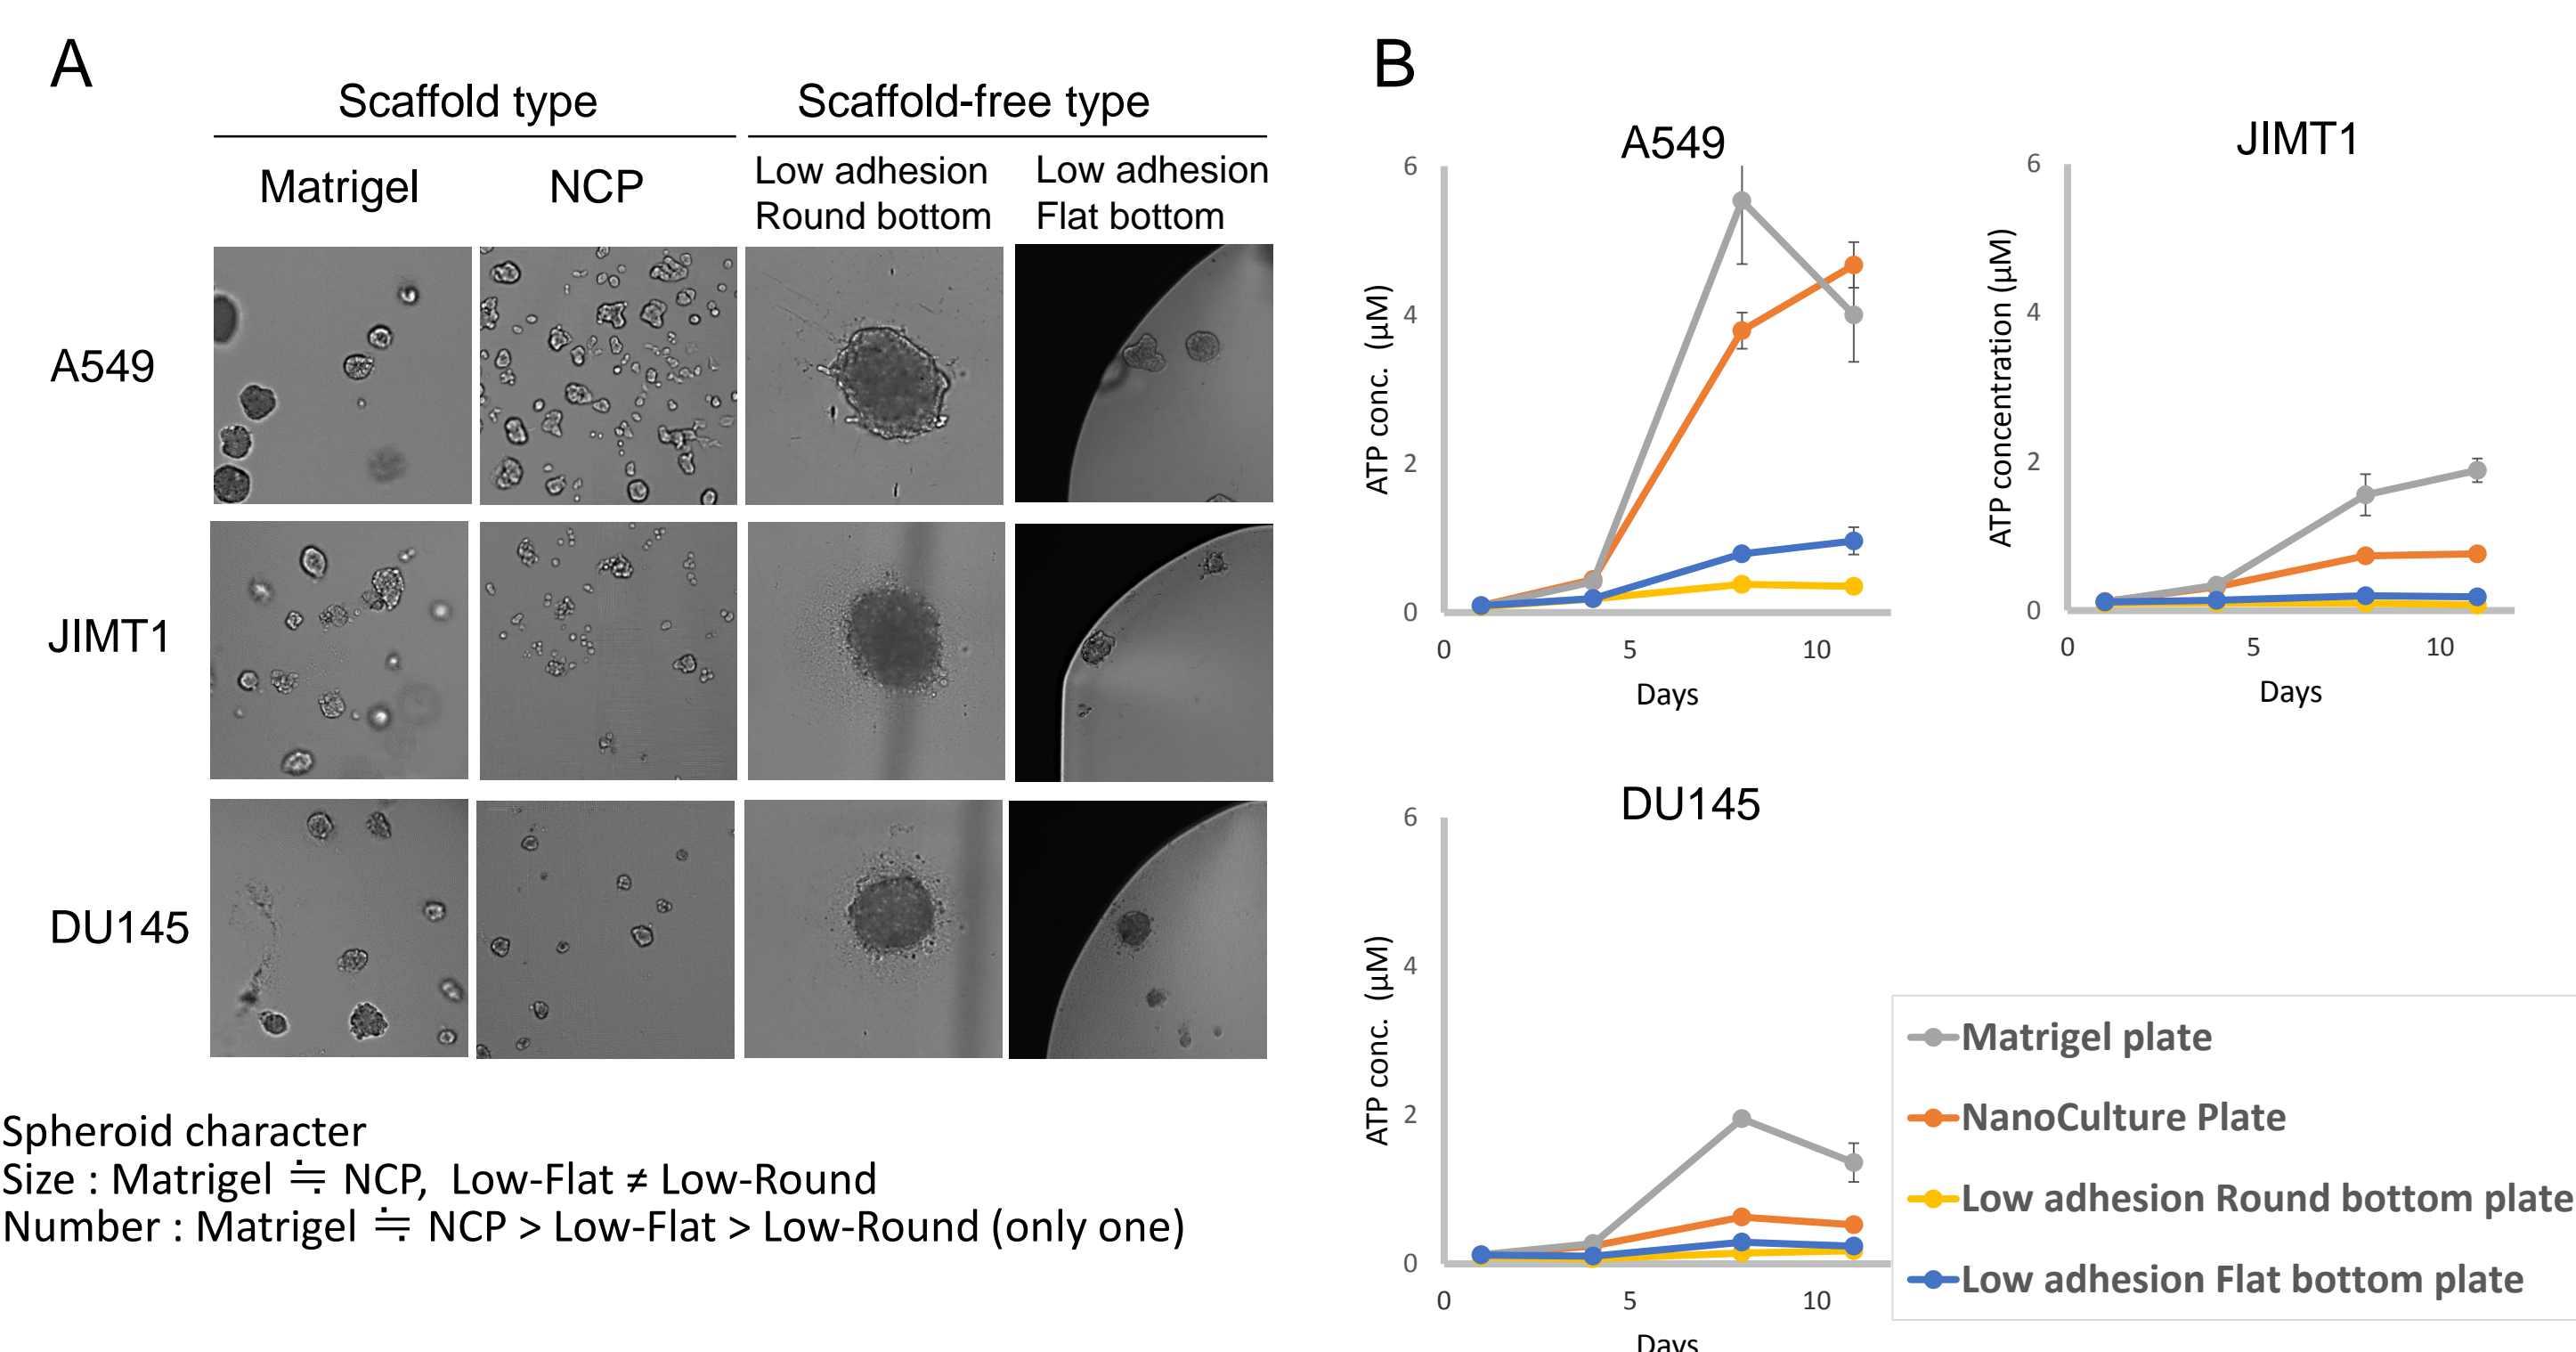 A
Scaffold type
Scaffold-free type
Matrigel
NCP
Low adhesion
Round bottom
Low adhesion
Flat bottom
A549
JIMT1
DU145
Spheroid character
Size : Matrigel ≒ NCP, Low-Flat ≠ Low-Round
Number : Matrigel ≒ NCP > Low-Flat > Low-Round (only one)
B
A549
ATP conc. (μM)
6
4
2
0
0 5 10
Days
JIMT1
ATP concentration (μM)
6
4
2
0
0 5 10
Days
DU145
ATP conc. (μM)
6
4
2
0
0 5 10
Days
Matrigel plate
NanoCulture Plate
Low adhesion Round bottom plate
Low adhesion Flat bottom plate